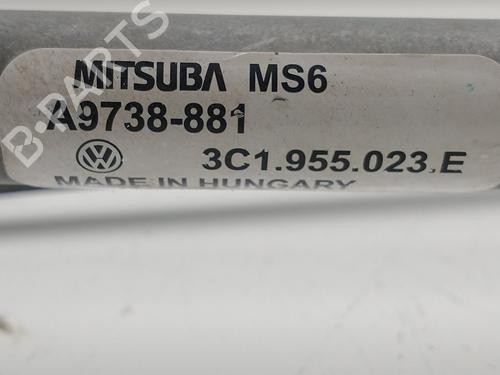 MITSUBA MS6
A9738-881
3C1.955.023.E
MADE IN HUNGARY
B-PARTS